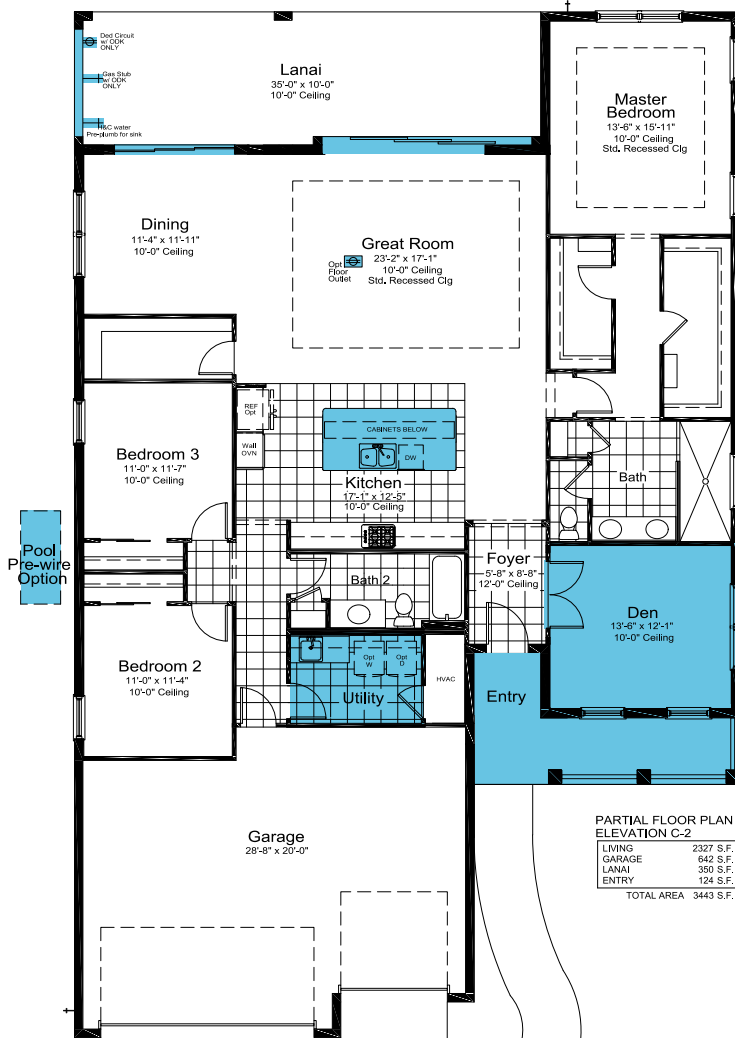 Ded Circuit
w/ ODK
ONLY
Gas Stub
w/ ODK
ONLY
H&C water
Pre-plumb for sink
Lanai
35'-0" x 10'-0"
10'-0" Ceiling
Master
Bedroom
13'-6" x 15'-11"
10'-0" Ceiling
Std. Recessed Clg
Dining
11'-4" x 11'-11"
10'-0" Ceiling
Great Room
23'-2" x 17'-1"
10'-0" Ceiling
Std. Recessed Clg
Opt
Floor
Outlet
REF
Opt
Wall
OVN
CABINETS BELOW
DW
Kitchen
17'-1" x 12'-5"
10'-0" Ceiling
Bedroom 3
11'-0" x 11'-7"
10'-0" Ceiling
Bath
Pool
Pre-wire
Option
Bath 2
Foyer
5'-8" x 8'-8"
12'-0" Ceiling
Den
13'-6" x 12'-1"
10'-0" Ceiling
Bedroom 2
11'-0" x 11'-4"
10'-0" Ceiling
Opt
W
Opt
D
Utility
HVAC
Entry
Garage
28'-8" x 20'-0"
PARTIAL FLOOR PLAN
ELEVATION C-2
LIVING 2327 S.F.
GARAGE 642 S.F.
LANAI 350 S.F.
ENTRY 124 S.F.
TOTAL AREA 3443 S.F.